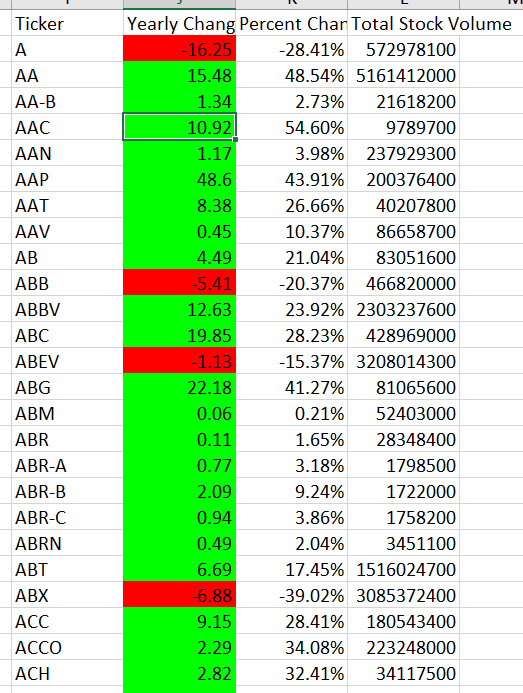 Ticker Yearly Chang Percent Chan Total Stock Volume
A -16.25 -28.41% 572978100
AA 15.48 48.54% 5161412000
AA-B 1.34 2.73% 21618200
AAC 10.92 54.60% 9789700
AAN 1.17 3.98% 237929300
AAP 48.6 43.91% 200376400
AAT 8.38 26.66% 40207800
AAV 0.45 10.37% 86658700
AB 4.49 21.04% 83051600
ABB -5.41 -20.37% 466820000
ABBV 12.63 23.92% 2303237600
ABC 19.85 28.23% 428969000
ABEV -1.13 -15.37% 3208014300
ABG 22.18 41.27% 81065600
ABM 0.06 0.21% 52403000
ABR 0.11 1.65% 28348400
ABR-A 0.77 3.18% 1798500
ABR-B 2.09 9.24% 1722000
ABR-C 0.94 3.86% 1758200
ABRN 0.49 2.04% 3451100
ABT 6.69 17.45% 1516024700
ABX -6.88 -39.02% 3085372400
ACC 9.15 28.41% 180543400
ACCO 2.29 34.08% 223248000
ACH 2.82 32.41% 34117500